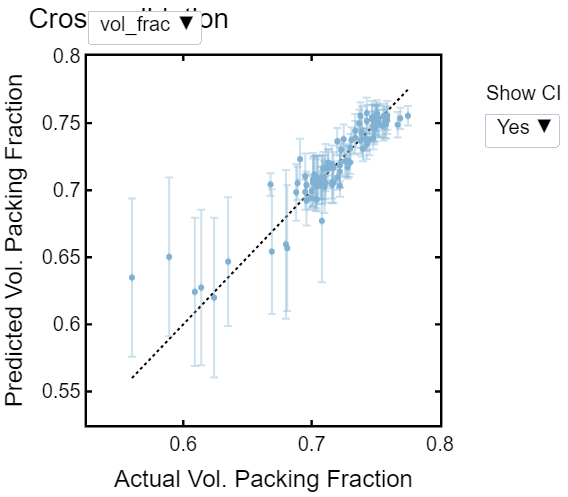 Cros
on
vol_frac ▼
Show CI
Yes ▼
Predicted Vol. Packing Fraction
0.8
0.75
0.7
0.65
0.6
0.55
0.6
0.7
0.8
Actual Vol. Packing Fraction